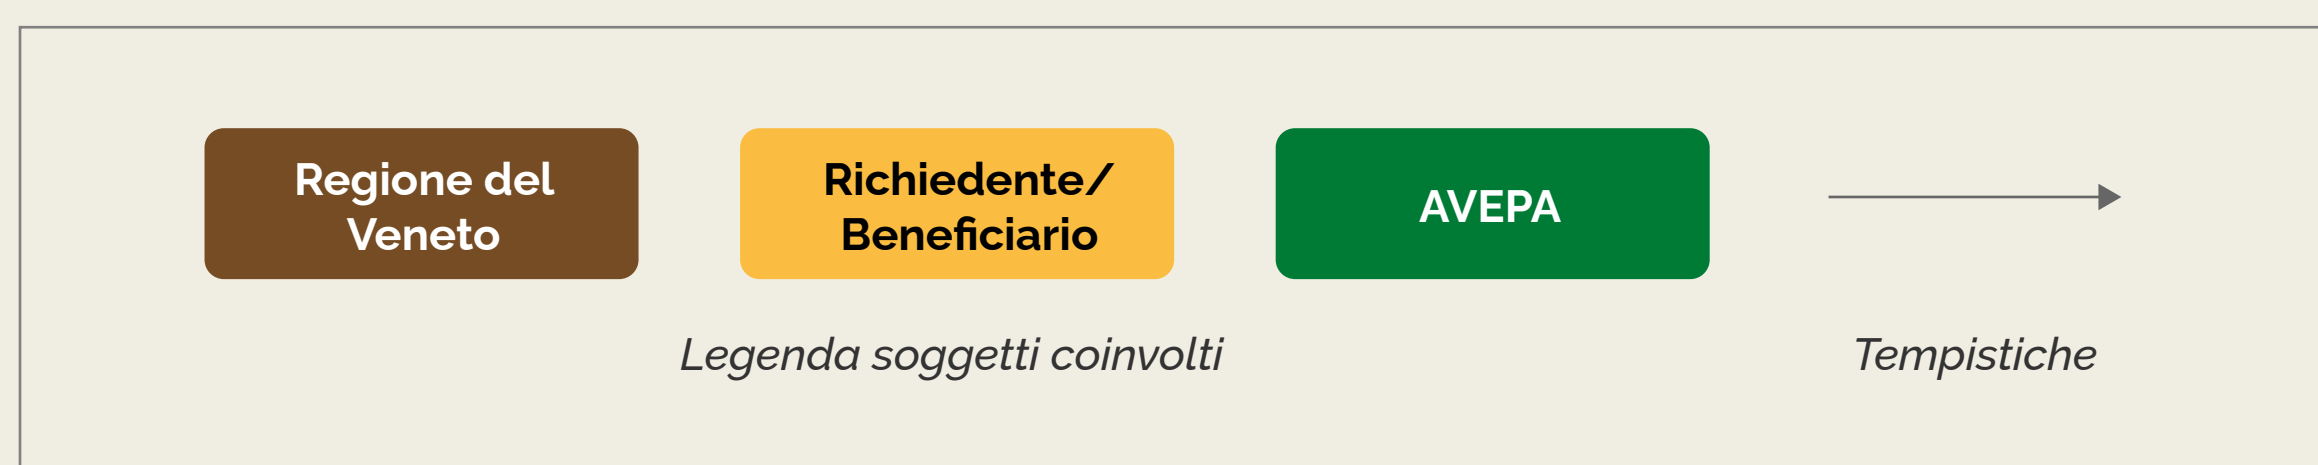 Regione del
Veneto
Richiedente/
Beneficiario
AVEPA
Legenda soggetti coinvolti
Tempistiche